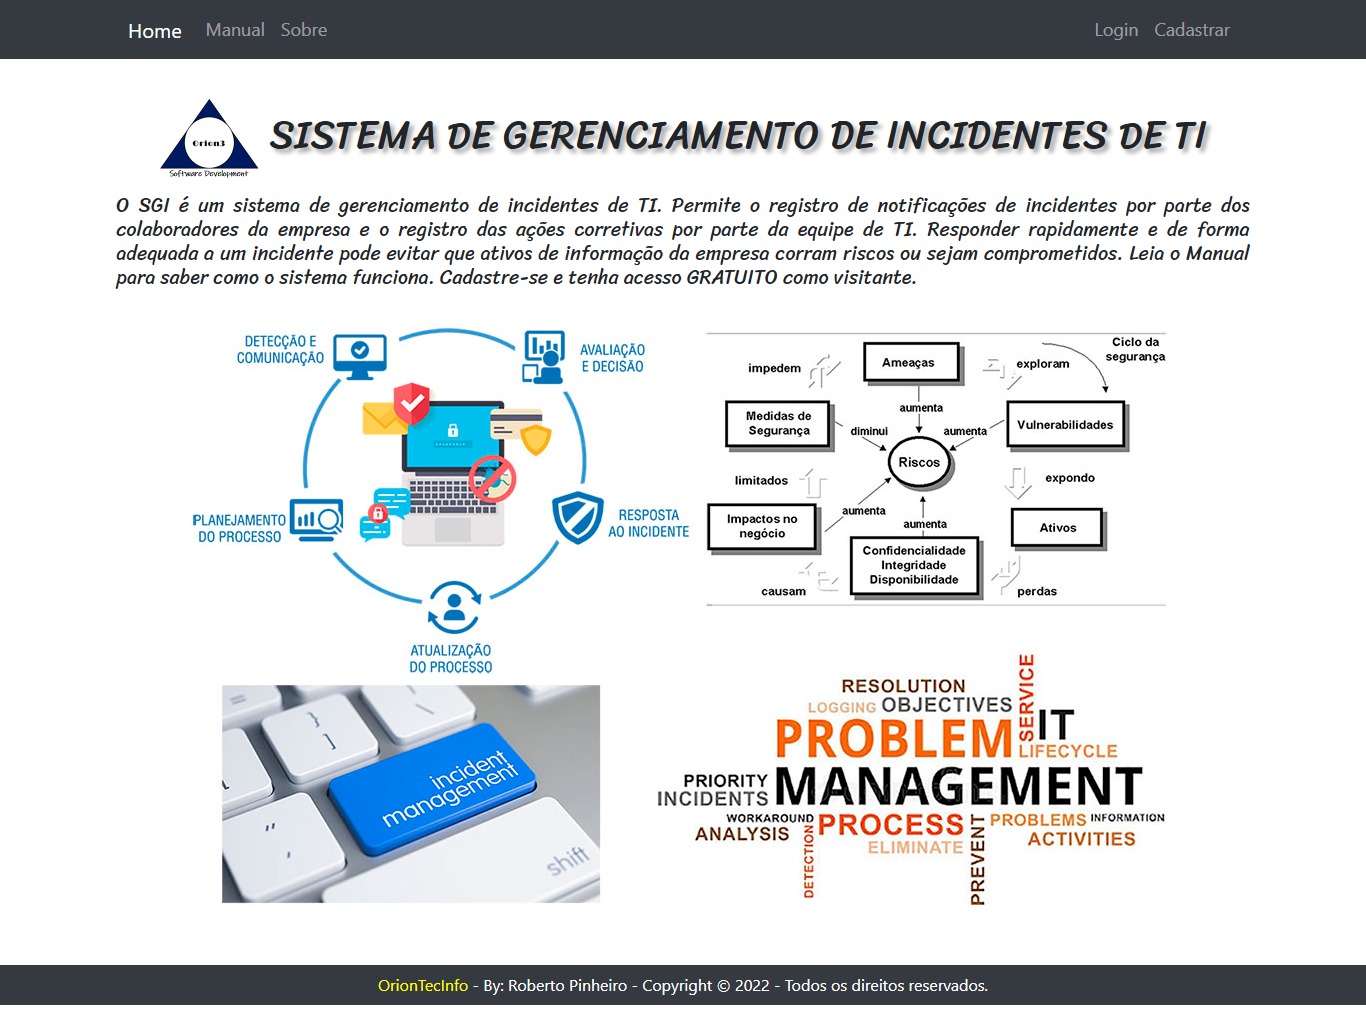 Home Manual Sobre Login Cadastrar
Orion3
Software Development
SISTEMA DE GERENCIAMENTO DE INCIDENTES DE TI
O SGI é um sistema de gerenciamento de incidentes de TI. Permite o registro de notificações de incidentes por parte dos
colaboradores da empresa e o registro das ações corretivas por parte da equipe de TI. Responder rapidamente e de forma
adequada a um incidente pode evitar que ativos de informação da empresa corram riscos ou sejam comprometidos. Leia o Manual
para saber como o sistema funciona. Cadastre-se e tenha acesso GRATUITO como visitante.
DETECÇÃO E
COMUNICAÇÃO
AVALIAÇÃO
E DECISÃO
RESPOSTA
AO INCIDENTE
ATUALIZAÇÃO
DO PROCESSO
PLANEJAMENTO
DO PROCESSO
Ciclo da
segurança
Ameaças
impedem
exploram
aumenta
Medidas de
Segurança
diminui
aumenta
Vulnerabilidades
Riscos
limitados
expondo
Impactos no
negócio
aumenta
aumenta
Ativos
Confidencialidade
Integridade
Disponibilidade
causam
perdas
}
]
"
'
incident
management
shift
RESOLUTION
LOGGING OBJECTIVES
SERVICE
PROBLEM IT
LIFECYCLE
PRIORITY
INCIDENTS
MANAGEMENT
WORKAROUND
ANALYSIS
PROCESS
PROBLEMS INFORMATION
ELIMINATE
ACTIVITIES
DETECTION
PREVENT
OrionTecInfo - By: Roberto Pinheiro - Copyright © 2022 - Todos os direitos reservados.